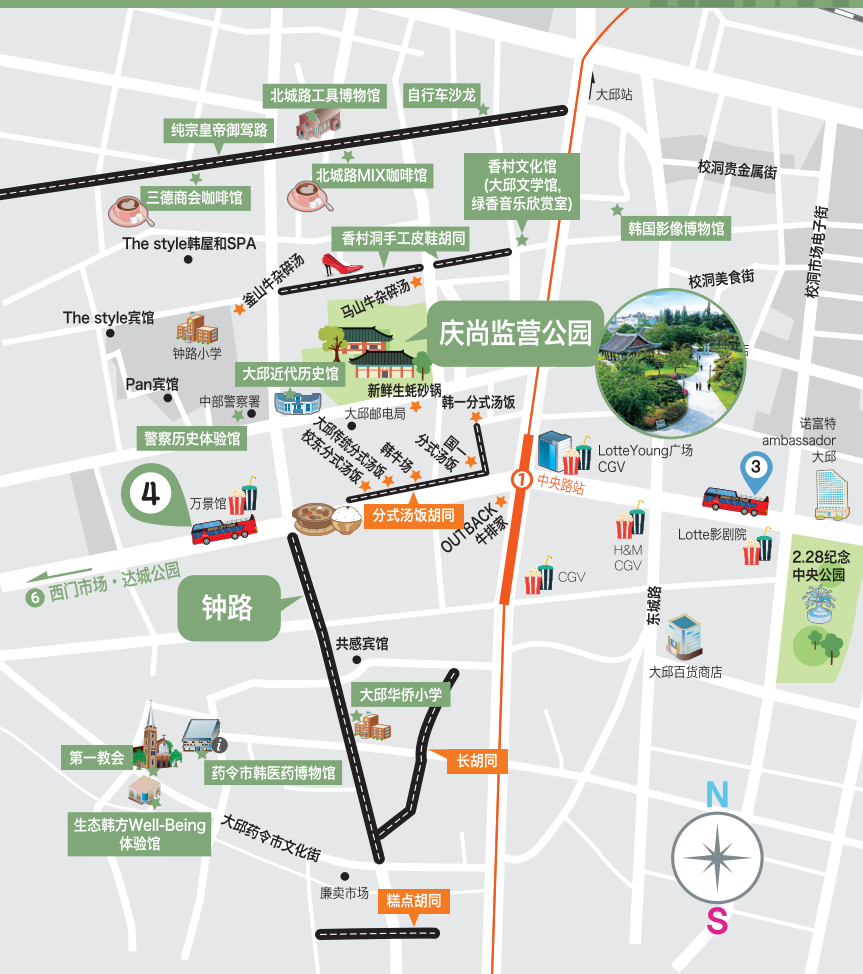 大邱站
北城路工具博物馆
自行车沙龙
纯宗皇帝御驾路
香村文化馆
(大邱文学馆,
绿香音乐欣赏室)
校洞贵金属街
北城路MIX咖啡馆
三德商会咖啡馆
校洞市场电子街
韩国影像博物馆
香村洞手工皮鞋胡同
The style韩屋和SPA
釜山牛杂碎汤
马山牛杂碎汤
校洞美食街
The style宾馆
钟路小学
庆尚监营公园
店
大邱近代历史馆
Pan宾馆
新鲜生蚝砂锅
中部警察署
大邱邮电局
韩一分式汤饭
警察历史体验馆
校东分式汤饭
大邱传统分式汤饭
韩牛场
国一
分式汤饭
诺富特
ambassador
大邱
LotteYoung广场
CGV
3
4
万景馆
1
中央路站
分式汤饭胡同
OUTBACK
牛排家
Lotte影剧院
H&M
CGV
2.28纪念
中央公园
CGV
6 西门市场·达城公园
钟路
东城路
共感宾馆
大邱百货商店
大邱华侨小学
第一教会
i
药令市韩医药博物馆
长胡同
生态韩方Well-Being
体验馆
大邱药令市文化街
N
S
廉卖市场
糕点胡同